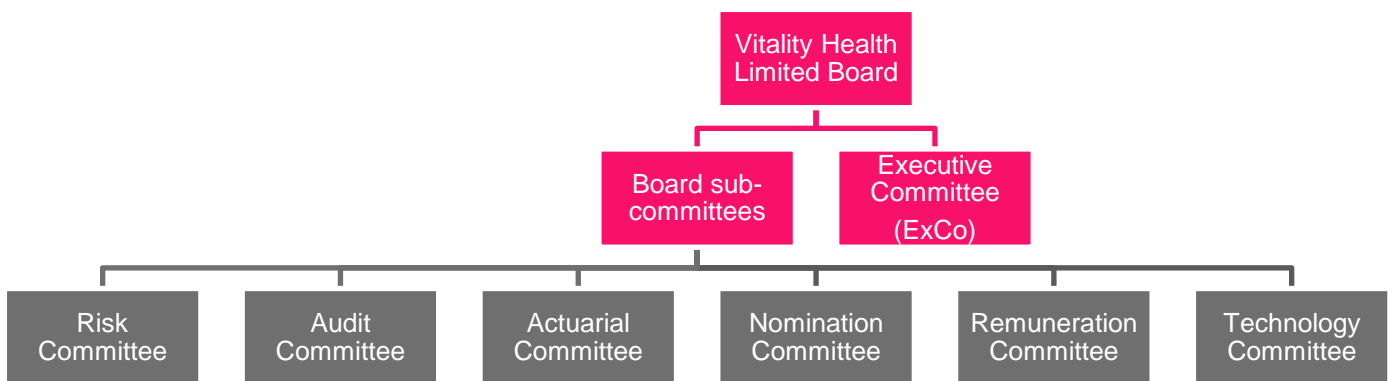 Vitality Health
Limited Board
Board sub-
committees
Executive
Committee
(ExCo)
Risk
Committee
Audit
Committee
Actuarial
Committee
Nomination
Committee
Remuneration
Committee
Technology
Committee